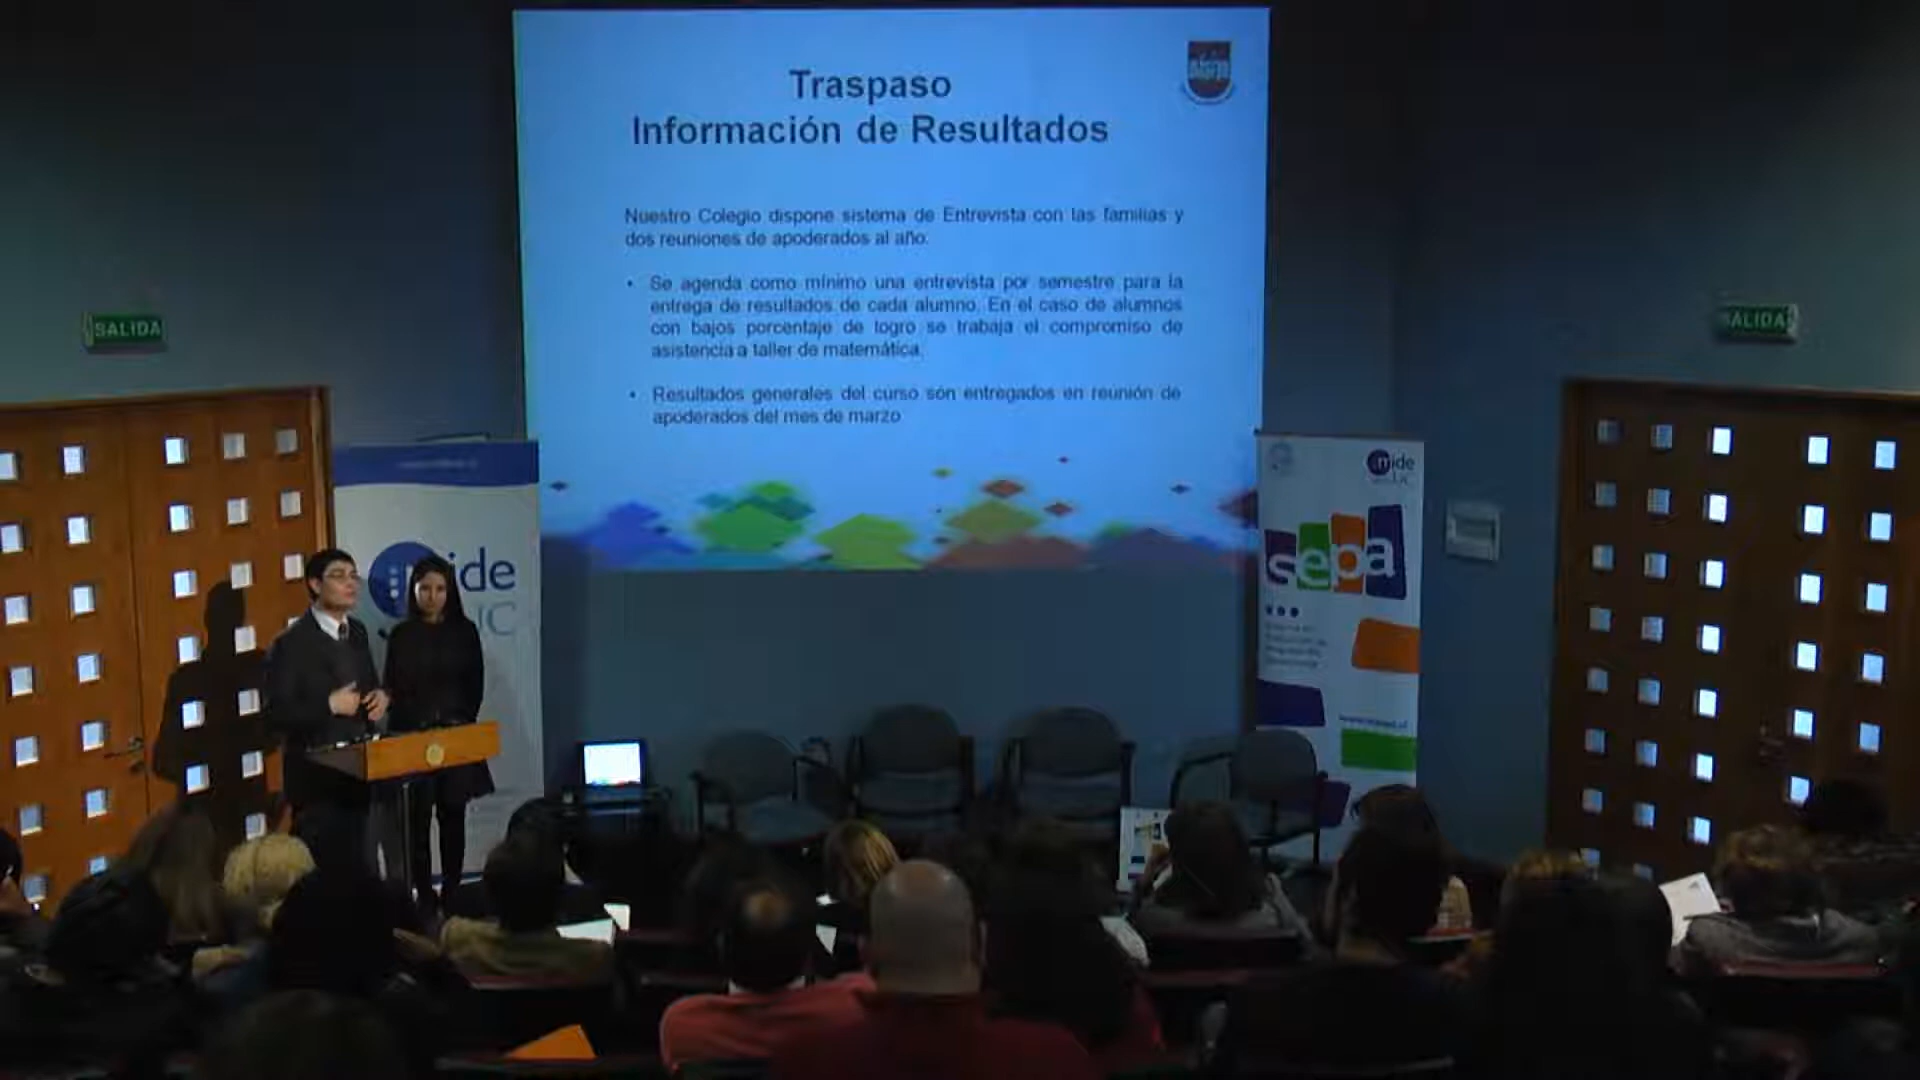 Traspaso
Información de Resultados
Nuestro Colegio dispone sistema de Entrevista con las familias y
dos reuniones de apoderados al año.
• Se agenda como mínimo una entrevista por semestre para la
entrega de resultados de cada alumno. En el caso de alumnos
con bajos porcentaje de logro se trabaja el compromiso de
asistencia a taller de matemática.
• Resultados generales del curso son entregados en reunión de
apoderados del mes de marzo
SALIDA
SALIDA
mide
UC
sepa
ide
UC